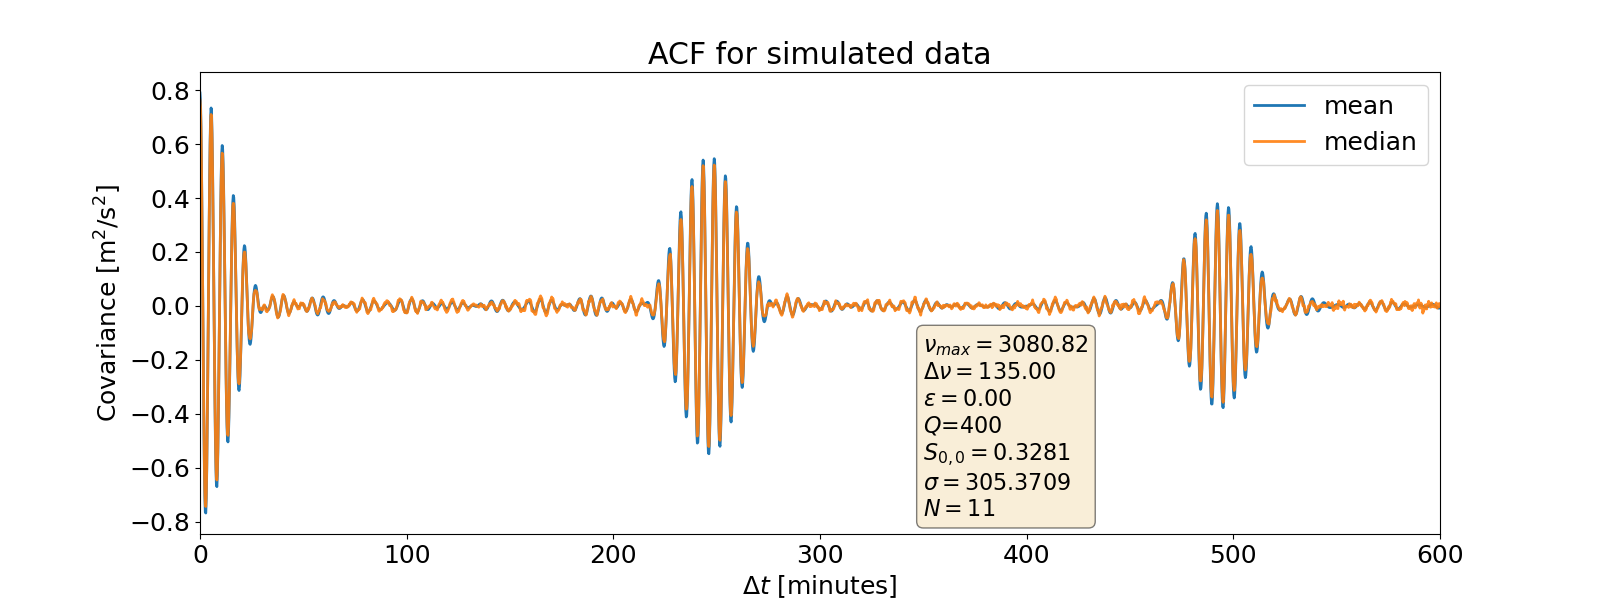 ACF for simulated data
Covariance [m²/s²]
0.8
0.6
0.4
0.2
0.0
−0.2
−0.4
−0.6
−0.8
mean
median
ν_max = 3080.82
Δν = 135.00
ε = 0.00
Q=400
S_0,0 = 0.3281
σ = 305.3709
N = 11
0 100 200 300 400 500 600
Δt [minutes]